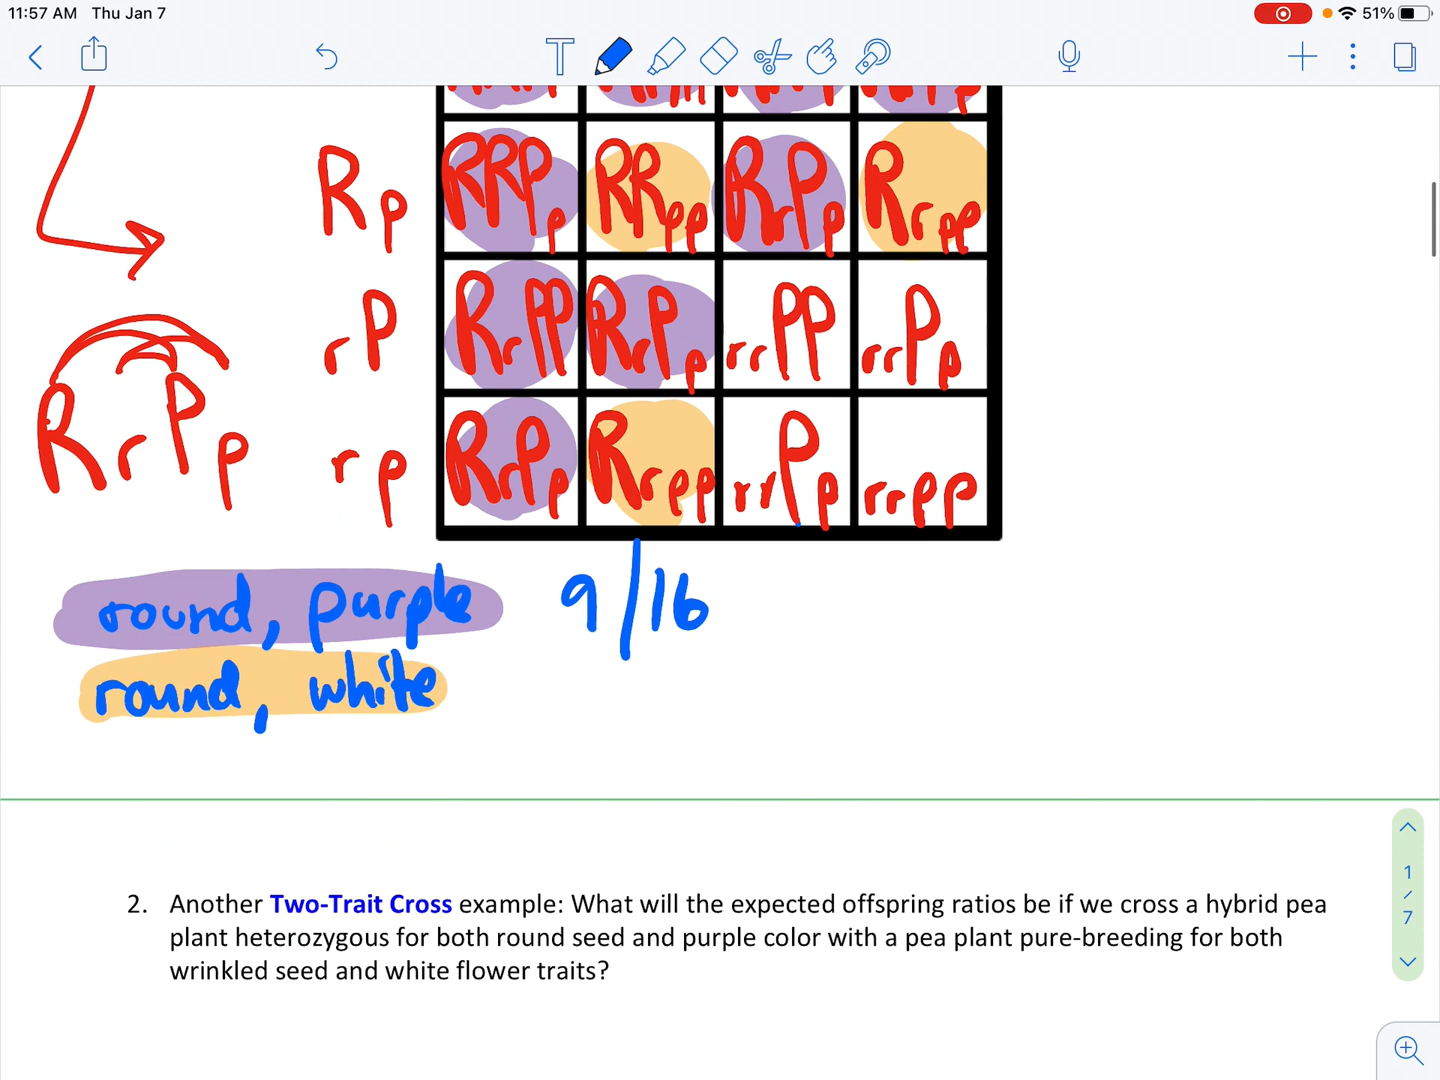 11:57 AM Thu Jan 7 51%
T
Rp RRPp RRpp RrPp Rrpp
rP RrPP RrPp rrPP rrPp
RrPp
rp RrPp Rrpp rrPp rrpp
round, purple 9/16
round, white
1
/
7
2. Another Two-Trait Cross example: What will the expected offspring ratios be if we cross a hybrid pea
plant heterozygous for both round seed and purple color with a pea plant pure-breeding for both
wrinkled seed and white flower traits?